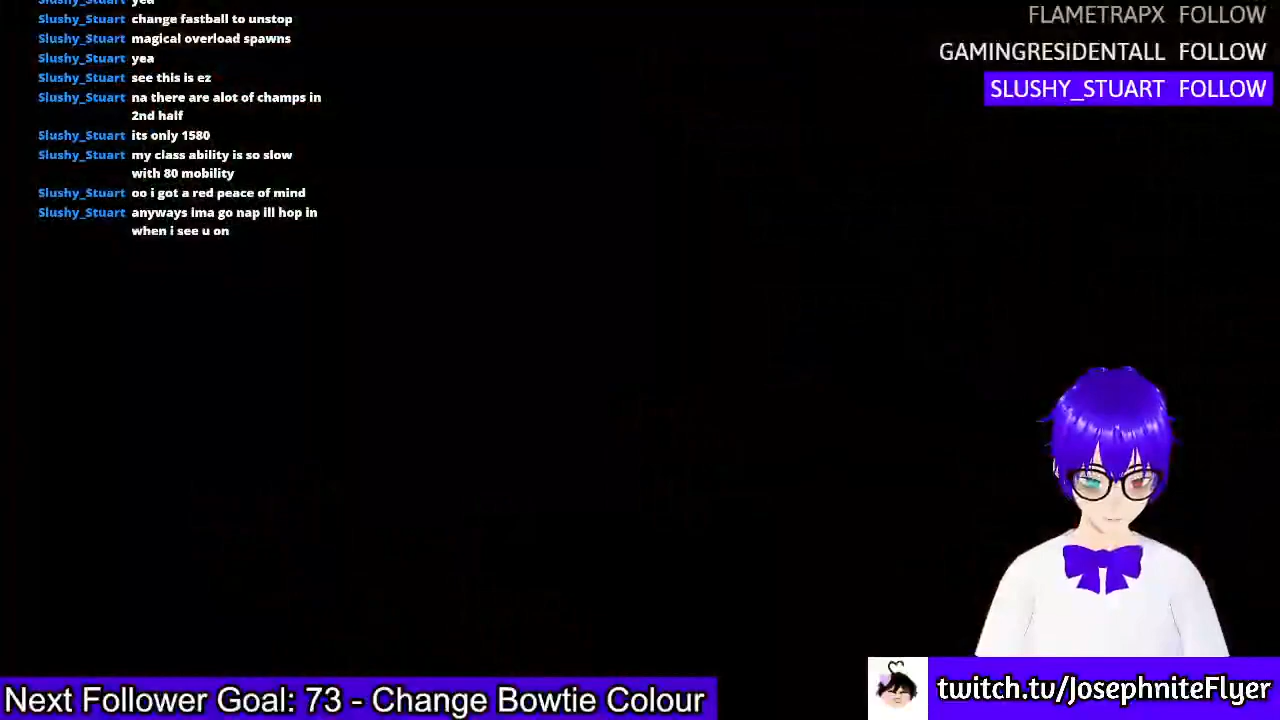 Slushy_Stuart yea
Slushy_Stuart change fastball to unstop
Slushy_Stuart magical overload spawns
Slushy_Stuart yea
Slushy_Stuart see this is ez
Slushy_Stuart na there are alot of champs in
2nd half
Slushy_Stuart its only 1580
Slushy_Stuart my class ability is so slow
with 80 mobility
Slushy_Stuart oo i got a red peace of mind
Slushy_Stuart anyways ima go nap ill hop in
when i see u on
FLAMETRAPX FOLLOW
GAMINGRESIDENTALL FOLLOW
SLUSHY_STUART FOLLOW
Next Follower Goal: 73 - Change Bowtie Colour
twitch.tv/JosephniteFlyer